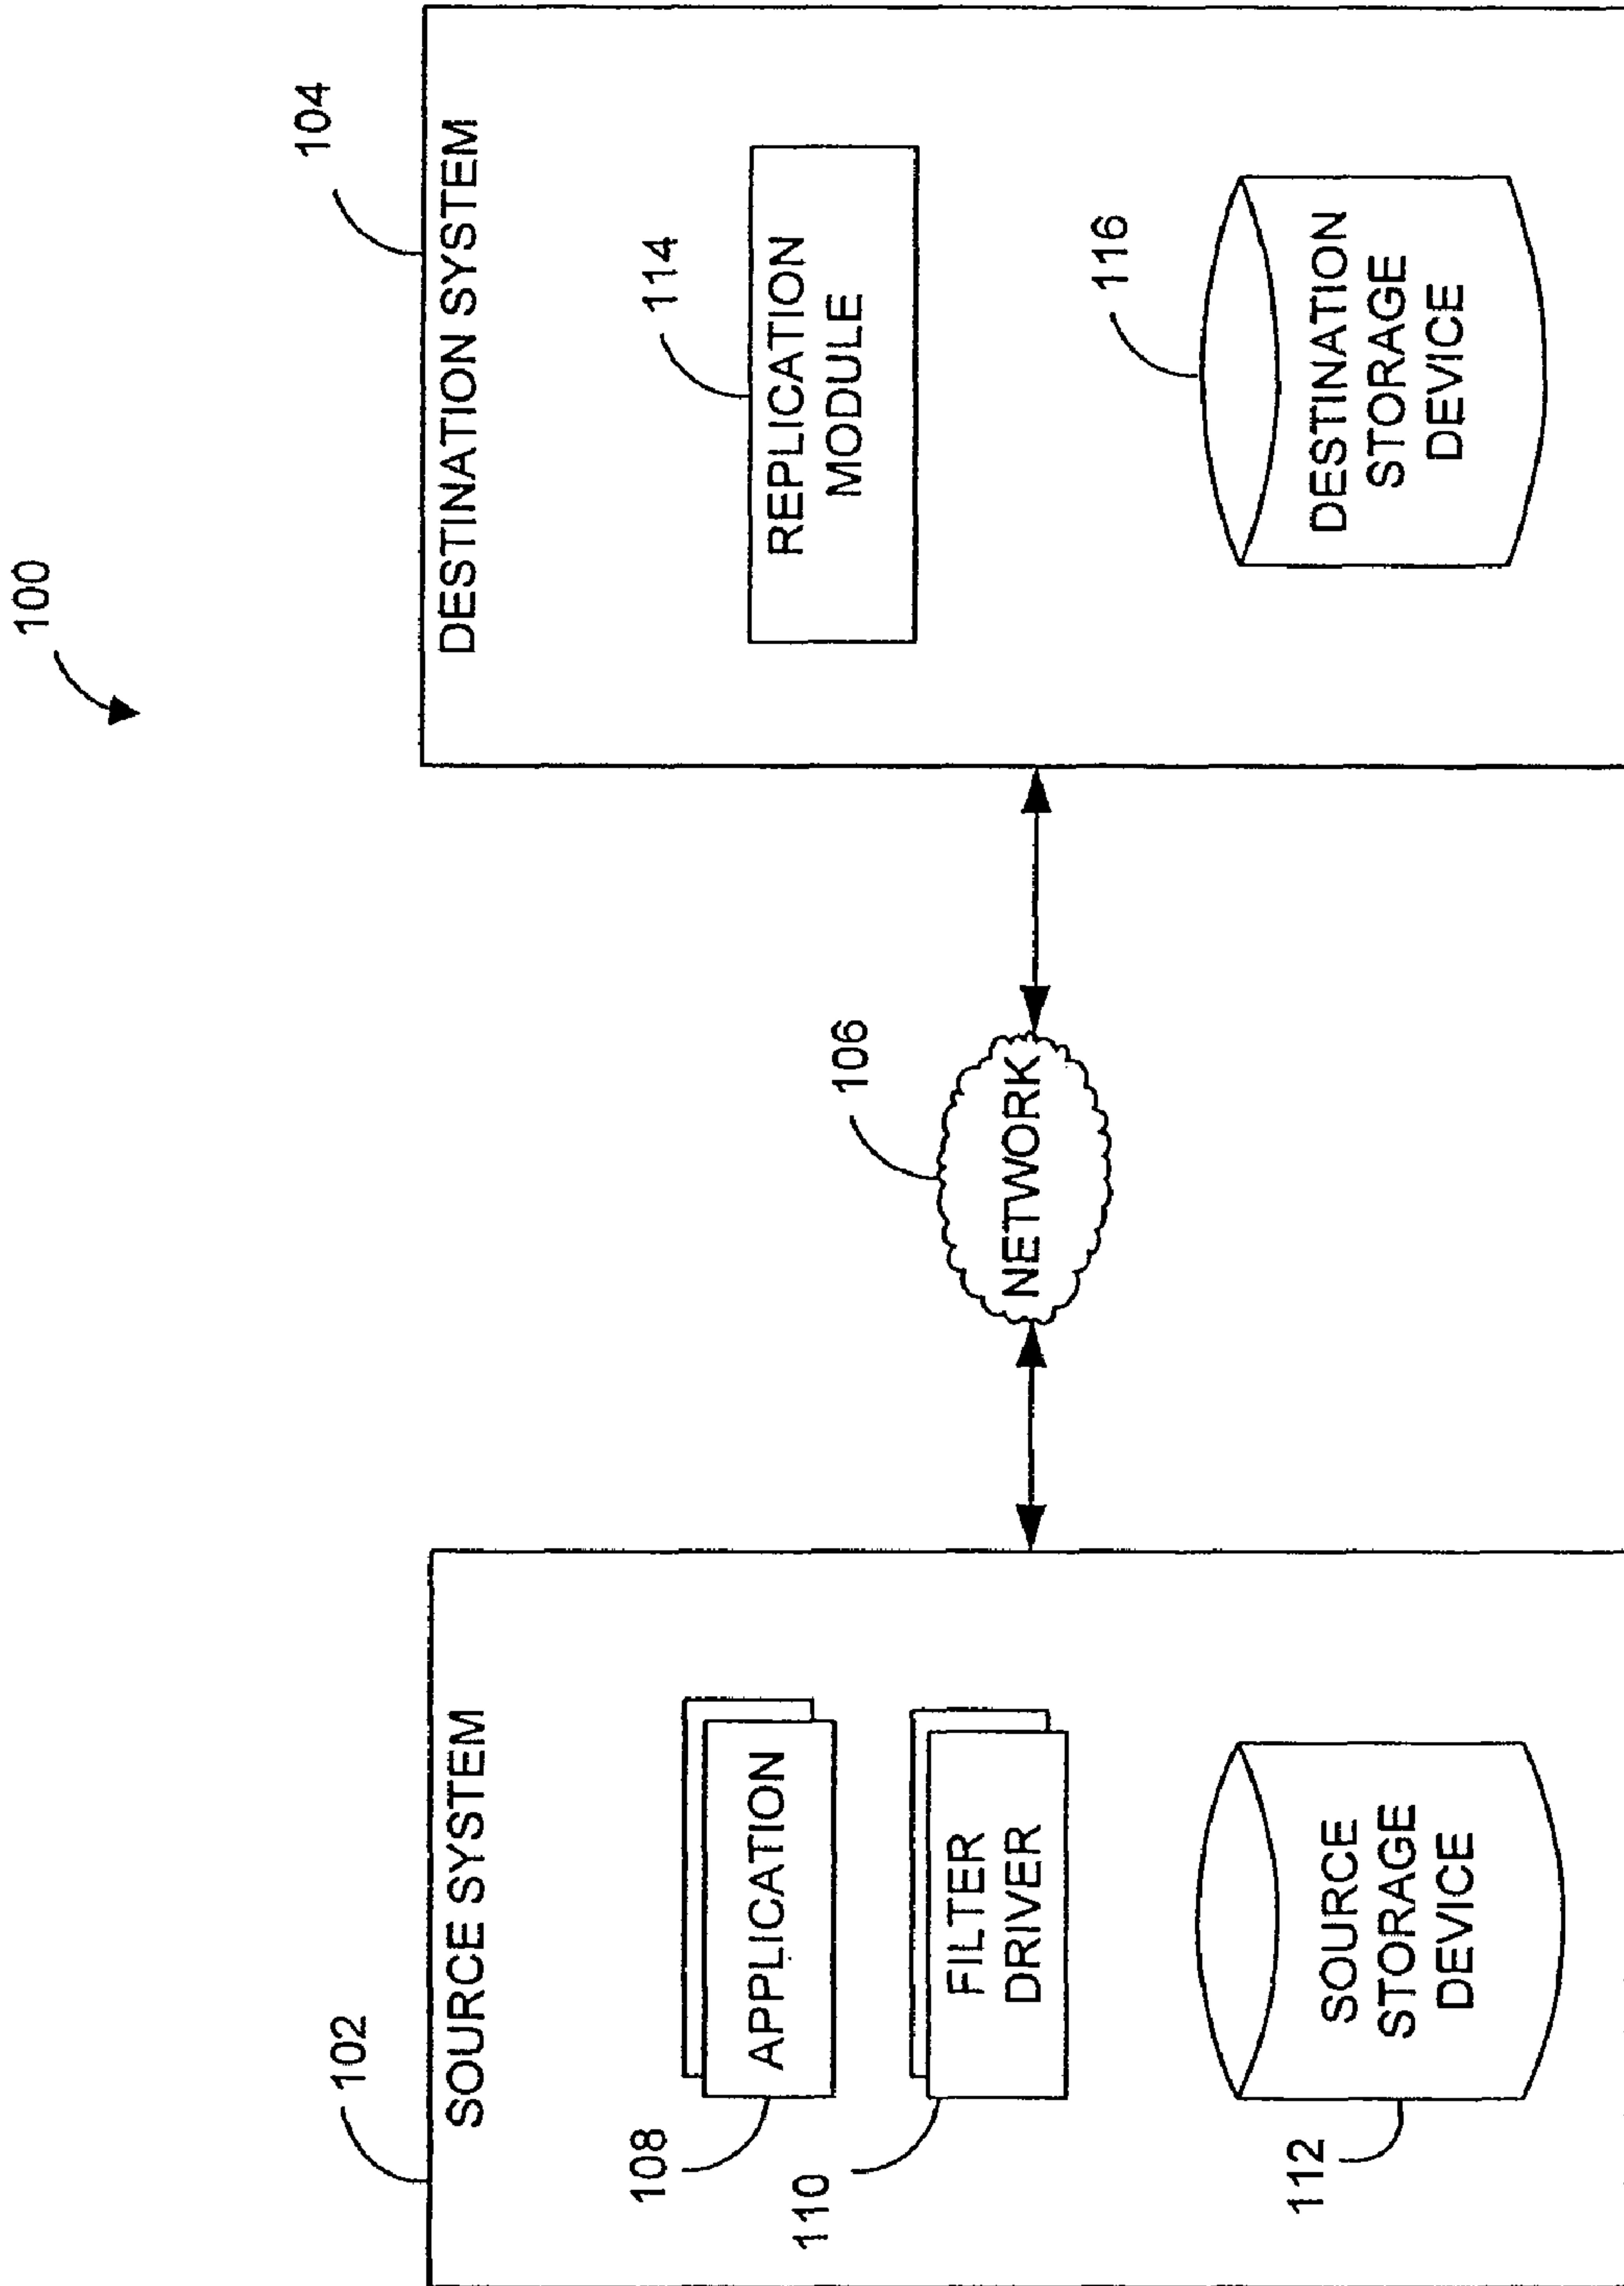 100
102
SOURCE SYSTEM
108
APPLICATION
110
FILTER
DRIVER
112
SOURCE
STORAGE
DEVICE
106
NETWORK
104
DESTINATION SYSTEM
114
REPLICATION
MODULE
116
DESTINATION
STORAGE
DEVICE